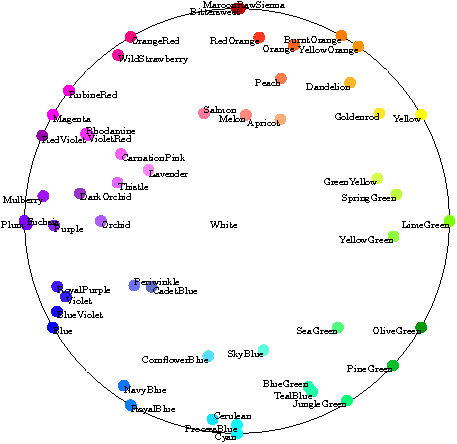 Maroon RawSienna
Bittersweet
OrangeRed
RedOrange
BurntOrange
Orange
YellowOrange
WildStrawberry
Peach
Dandelion
RubineRed
Salmon
Melon
Apricot
Goldenrod
Yellow
Magenta
Rhodamine
RedViolet
VioletRed
CarnationPink
Lavender
GreenYellow
Thistle
DarkOrchid
SpringGreen
Mulberry
Fuchsia
Plum
Purple
Orchid
White
LimeGreen
YellowGreen
RoyalPurple
Periwinkle
CadetBlue
Violet
BlueViolet
Blue
SeaGreen
OliveGreen
CornflowerBlue
SkyBlue
PineGreen
NavyBlue
BlueGreen
TealBlue
JungleGreen
RoyalBlue
Cerulean
ProcessBlue
Cyan